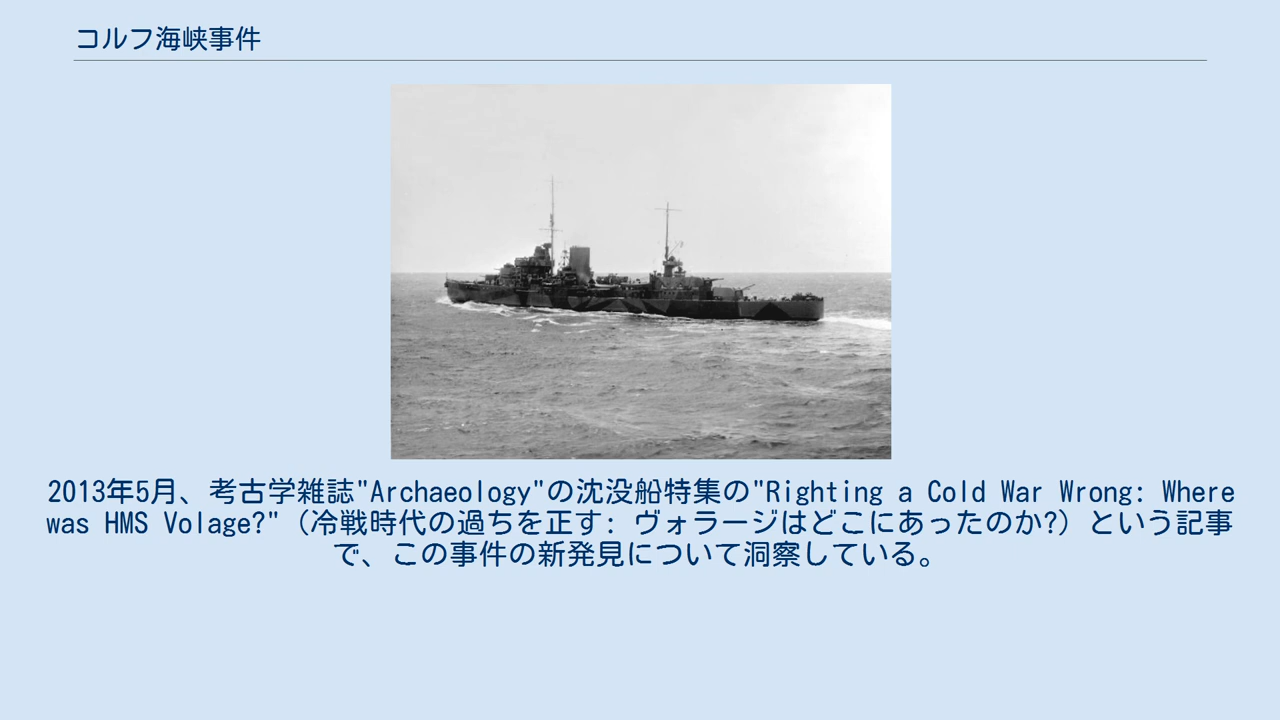 コルフ海峡事件
2013年5月、考古学雑誌"Archaeology"の沈没船特集の"Righting a Cold War Wrong: Where
was HMS Volage?"（冷戦時代の過ちを正す: ヴォラージはどこにあったのか?）という記事
で、この事件の新発見について洞察している。